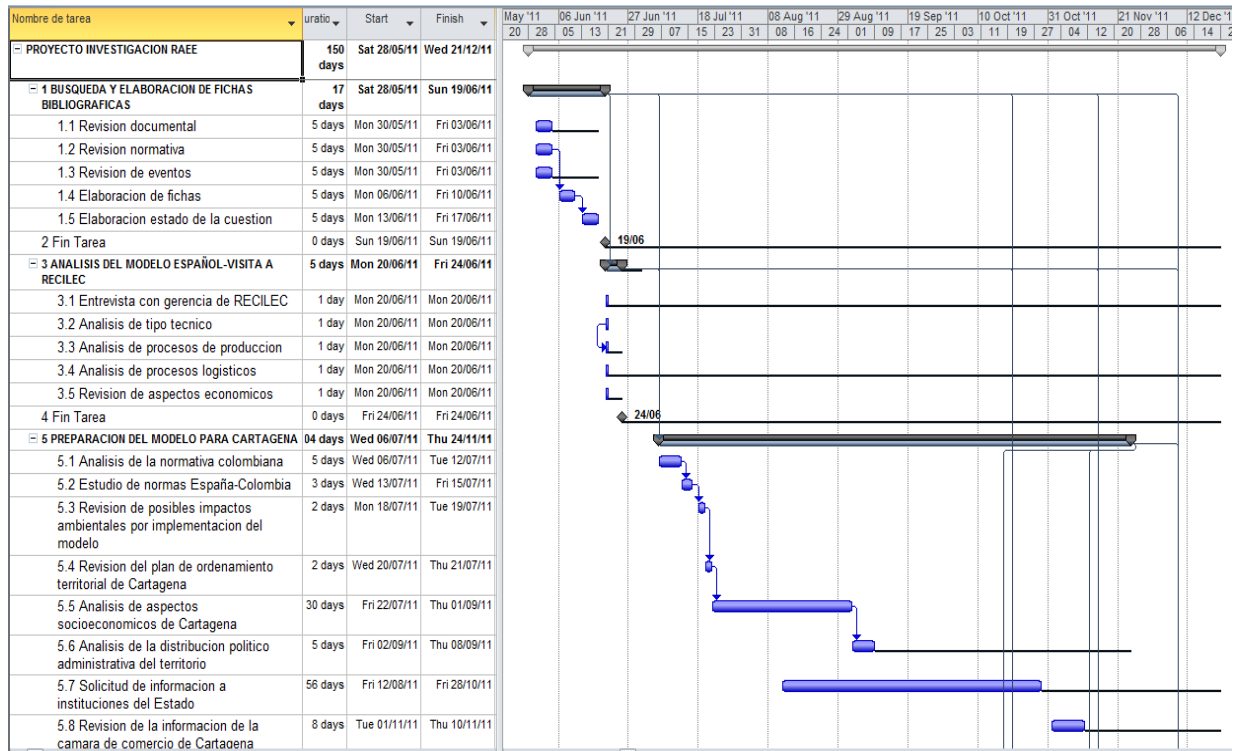 Nombre de tarea uratio Start Finish May '11 06 Jun '11 27 Jun '11 18 Jul '11 08 Aug '11 29 Aug '11 19 Sep '11 10 Oct '11 31 Oct '11 21 Nov '11 12 Dec '1
20 28 05 13 21 29 07 15 23 31 08 16 24 01 09 17 25 03 11 19 27 04 12 20 28 06 14 2
PROYECTO INVESTIGACION RAEE 150 Sat 28/05/11 Wed 21/12/11
days
1 BUSQUEDA Y ELABORACION DE FICHAS 17 Sat 28/05/11 Sun 19/06/11
BIBLIOGRAFICAS days
1.1 Revision documental 5 days Mon 30/05/11 Fri 03/06/11
1.2 Revision normativa 5 days Mon 30/05/11 Fri 03/06/11
1.3 Revision de eventos 5 days Mon 30/05/11 Fri 03/06/11
1.4 Elaboracion de fichas 5 days Mon 06/06/11 Fri 10/06/11
1.5 Elaboracion estado de la cuestion 5 days Mon 13/06/11 Fri 17/06/11
2 Fin Tarea 0 days Sun 19/06/11 Sun 19/06/11 19/06
3 ANALISIS DEL MODELO ESPAÑOL-VISITA A 5 days Mon 20/06/11 Fri 24/06/11
RECILEC
3.1 Entrevista con gerencia de RECILEC 1 day Mon 20/06/11 Mon 20/06/11
3.2 Analisis de tipo tecnico 1 day Mon 20/06/11 Mon 20/06/11
3.3 Analisis de procesos de produccion 1 day Mon 20/06/11 Mon 20/06/11
3.4 Analisis de procesos logisticos 1 day Mon 20/06/11 Mon 20/06/11
3.5 Revision de aspectos economicos 1 day Mon 20/06/11 Mon 20/06/11
4 Fin Tarea 0 days Fri 24/06/11 Fri 24/06/11 24/06
5 PREPARACION DEL MODELO PARA CARTAGENA 04 days Wed 06/07/11 Thu 24/11/11
5.1 Analisis de la normativa colombiana 5 days Wed 06/07/11 Tue 12/07/11
5.2 Estudio de normas España-Colombia 3 days Wed 13/07/11 Fri 15/07/11
5.3 Revision de posibles impactos 2 days Mon 18/07/11 Tue 19/07/11
ambientales por implementacion del
modelo
5.4 Revision del plan de ordenamiento 2 days Wed 20/07/11 Thu 21/07/11
territorial de Cartagena
5.5 Analisis de aspectos 30 days Fri 22/07/11 Thu 01/09/11
socioeconomicos de Cartagena
5.6 Analisis de la distribucion politico 5 days Fri 02/09/11 Thu 08/09/11
administrativa del territorio
5.7 Solicitud de informacion a 56 days Fri 12/08/11 Fri 28/10/11
instituciones del Estado
5.8 Revision de la informacion de la 8 days Tue 01/11/11 Thu 10/11/11
camara de comercio de Cartagena